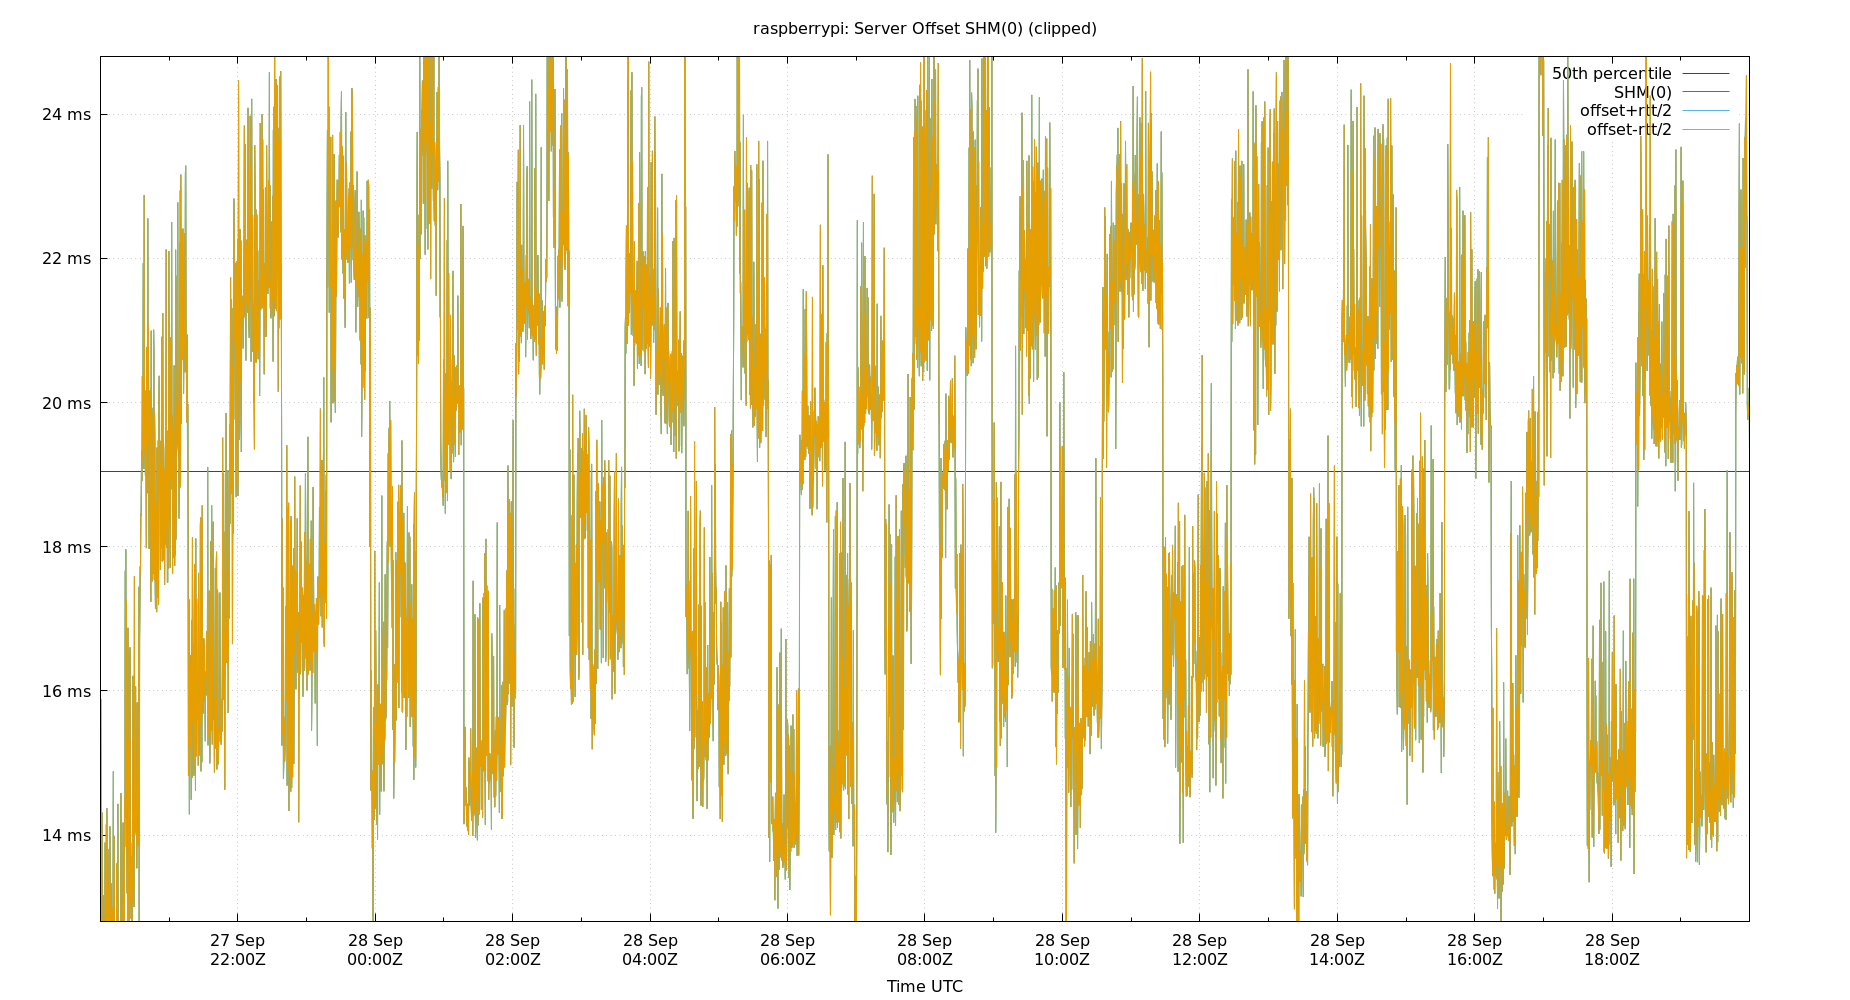 raspberrypi: Server Offset SHM(0) (clipped)
50th percentile
SHM(0)
offset+rtt/2
offset-rtt/2
24 ms
22 ms
20 ms
18 ms
16 ms
14 ms
27 Sep 28 Sep 28 Sep 28 Sep 28 Sep 28 Sep 28 Sep 28 Sep 28 Sep 28 Sep 28 Sep
22:00Z 00:00Z 02:00Z 04:00Z 06:00Z 08:00Z 10:00Z 12:00Z 14:00Z 16:00Z 18:00Z
Time UTC